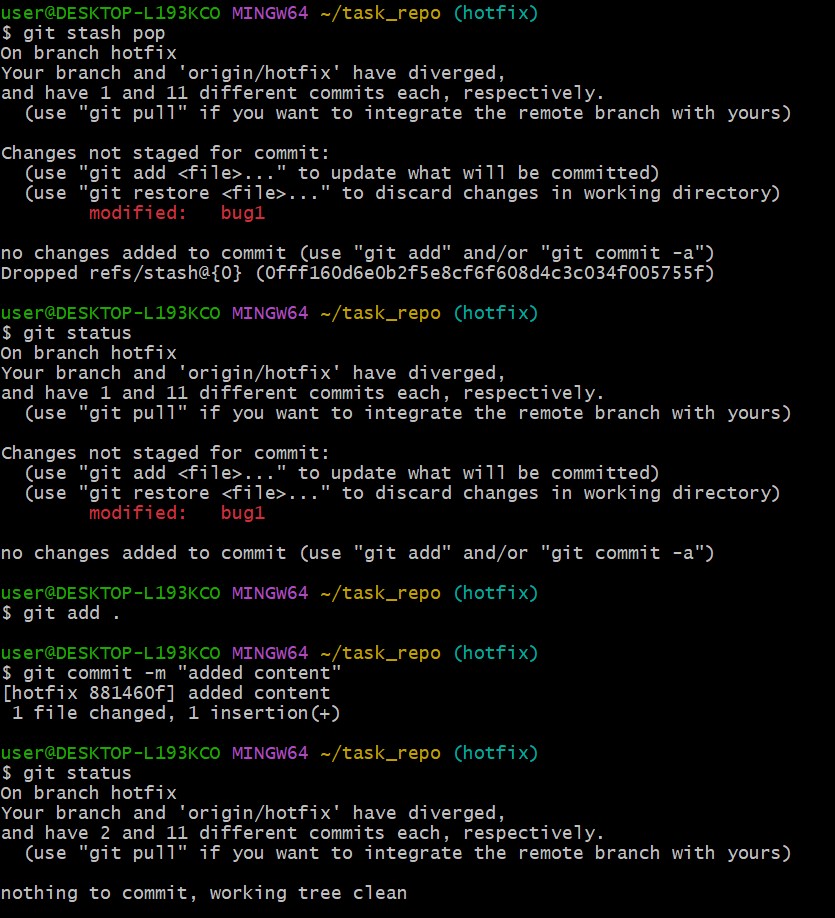 user@DESKTOP-L193KCO MINGW64 ~/task_repo (hotfix)
$ git stash pop
On branch hotfix
Your branch and 'origin/hotfix' have diverged,
and have 1 and 11 different commits each, respectively.
  (use "git pull" if you want to integrate the remote branch with yours)

Changes not staged for commit:
  (use "git add <file>..." to update what will be committed)
  (use "git restore <file>..." to discard changes in working directory)
        modified:   bug1

no changes added to commit (use "git add" and/or "git commit -a")
Dropped refs/stash@{0} (0fff160d6e0b2f5e8cf6f608d4c3c034f005755f)

user@DESKTOP-L193KCO MINGW64 ~/task_repo (hotfix)
$ git status
On branch hotfix
Your branch and 'origin/hotfix' have diverged,
and have 1 and 11 different commits each, respectively.
  (use "git pull" if you want to integrate the remote branch with yours)

Changes not staged for commit:
  (use "git add <file>..." to update what will be committed)
  (use "git restore <file>..." to discard changes in working directory)
        modified:   bug1

no changes added to commit (use "git add" and/or "git commit -a")

user@DESKTOP-L193KCO MINGW64 ~/task_repo (hotfix)
$ git add .

user@DESKTOP-L193KCO MINGW64 ~/task_repo (hotfix)
$ git commit -m "added content"
[hotfix 881460f] added content
 1 file changed, 1 insertion(+)

user@DESKTOP-L193KCO MINGW64 ~/task_repo (hotfix)
$ git status
On branch hotfix
Your branch and 'origin/hotfix' have diverged,
and have 2 and 11 different commits each, respectively.
  (use "git pull" if you want to integrate the remote branch with yours)

nothing to commit, working tree clean